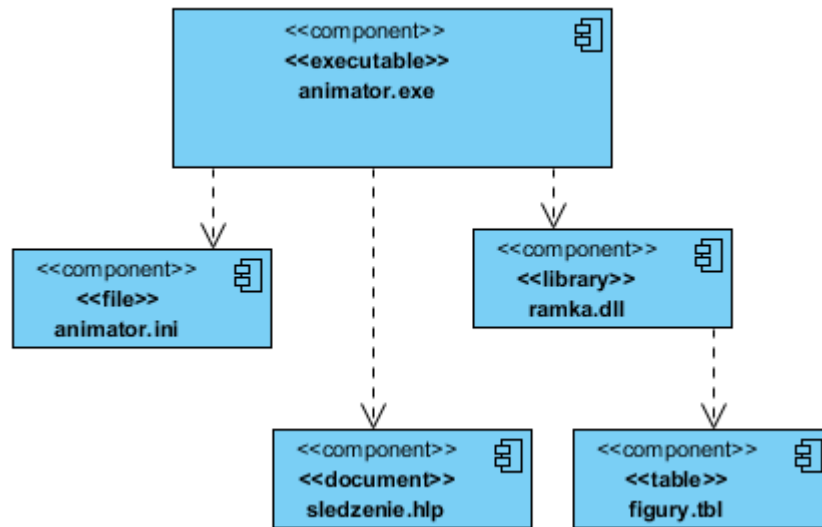 <<component>>
<<executable>>
animator.exe
<<component>>
<<file>>
animator.ini
<<component>>
<<library>>
ramka.dll
<<component>>
<<document>>
sledzenie.hlp
<<component>>
<<table>>
figury.tbl